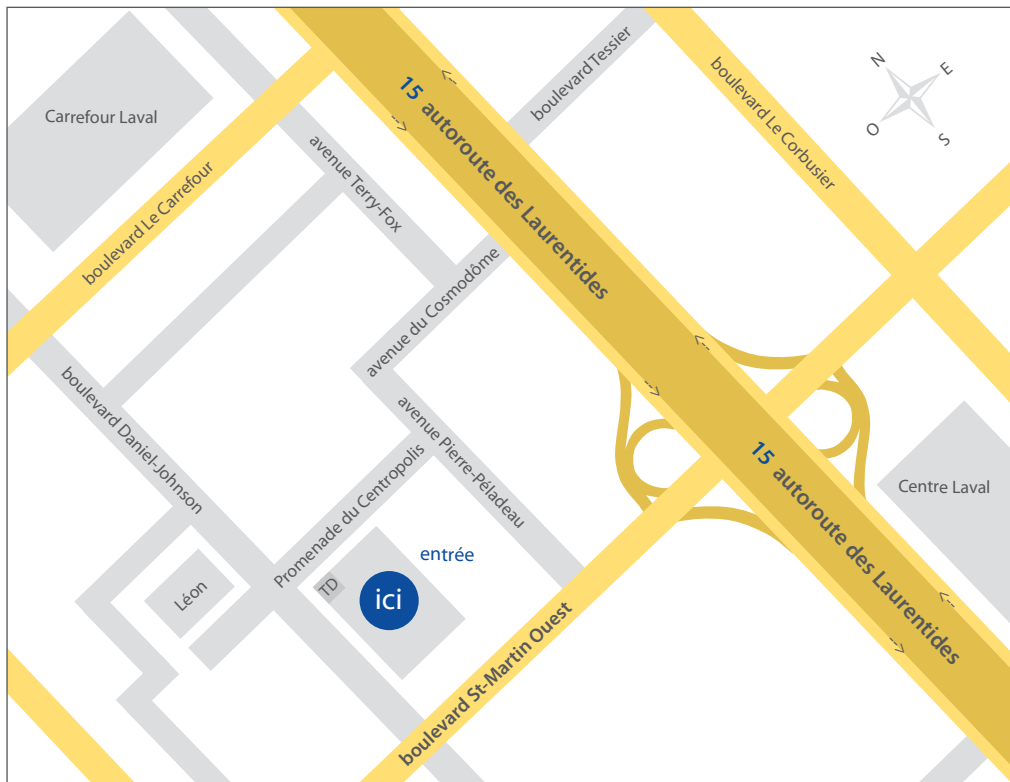 Carrefour Laval
boulevard Le Carrefour
avenue Terry-Fox
15 autoroute des Laurentides
<--
-->
boulevard Tessier
boulevard Le Corbusier
N
E
O
S
avenue du Cosmodôme
boulevard Daniel-Johnson
avenue Pierre-Péladeau
Promenade du Centropolis
<--
-->
15 autoroute des Laurentides
Centre Laval
entrée
TD
ici
Léon
boulevard St-Martin Ouest
<--
-->